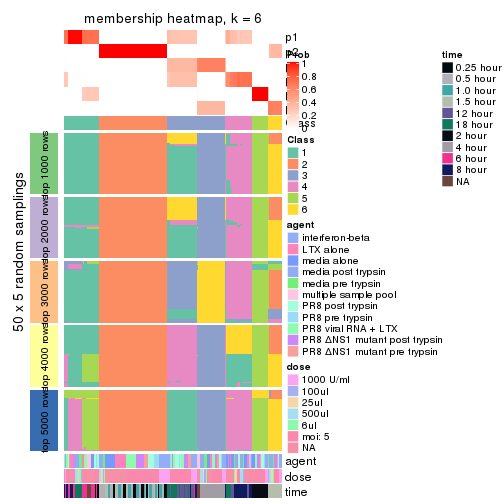 membership heatmap, k = 6
p1
p2
Prob
1
0.8
0.6
0.4
0.2
0
Class
1
2
3
4
5
6
agent
interferon-beta
LTX alone
media alone
media post trypsin
media pre trypsin
multiple sample pool
PR8 post trypsin
PR8 pre trypsin
PR8 viral RNA + LTX
PR8 ΔNS1 mutant post trypsin
PR8 ΔNS1 mutant pre trypsin
dose
1000 U/ml
100ul
25ul
500ul
6ul
moi: 5
NA
time
0.25 hour
0.5 hour
1.0 hour
1.5 hour
12 hour
18 hour
2 hour
4 hour
6 hour
8 hour
NA
50 x 5 random samplings
top 1000 rows
top 2000 rows
top 3000 rows
top 4000 rows
top 5000 rows
agent
dose
time